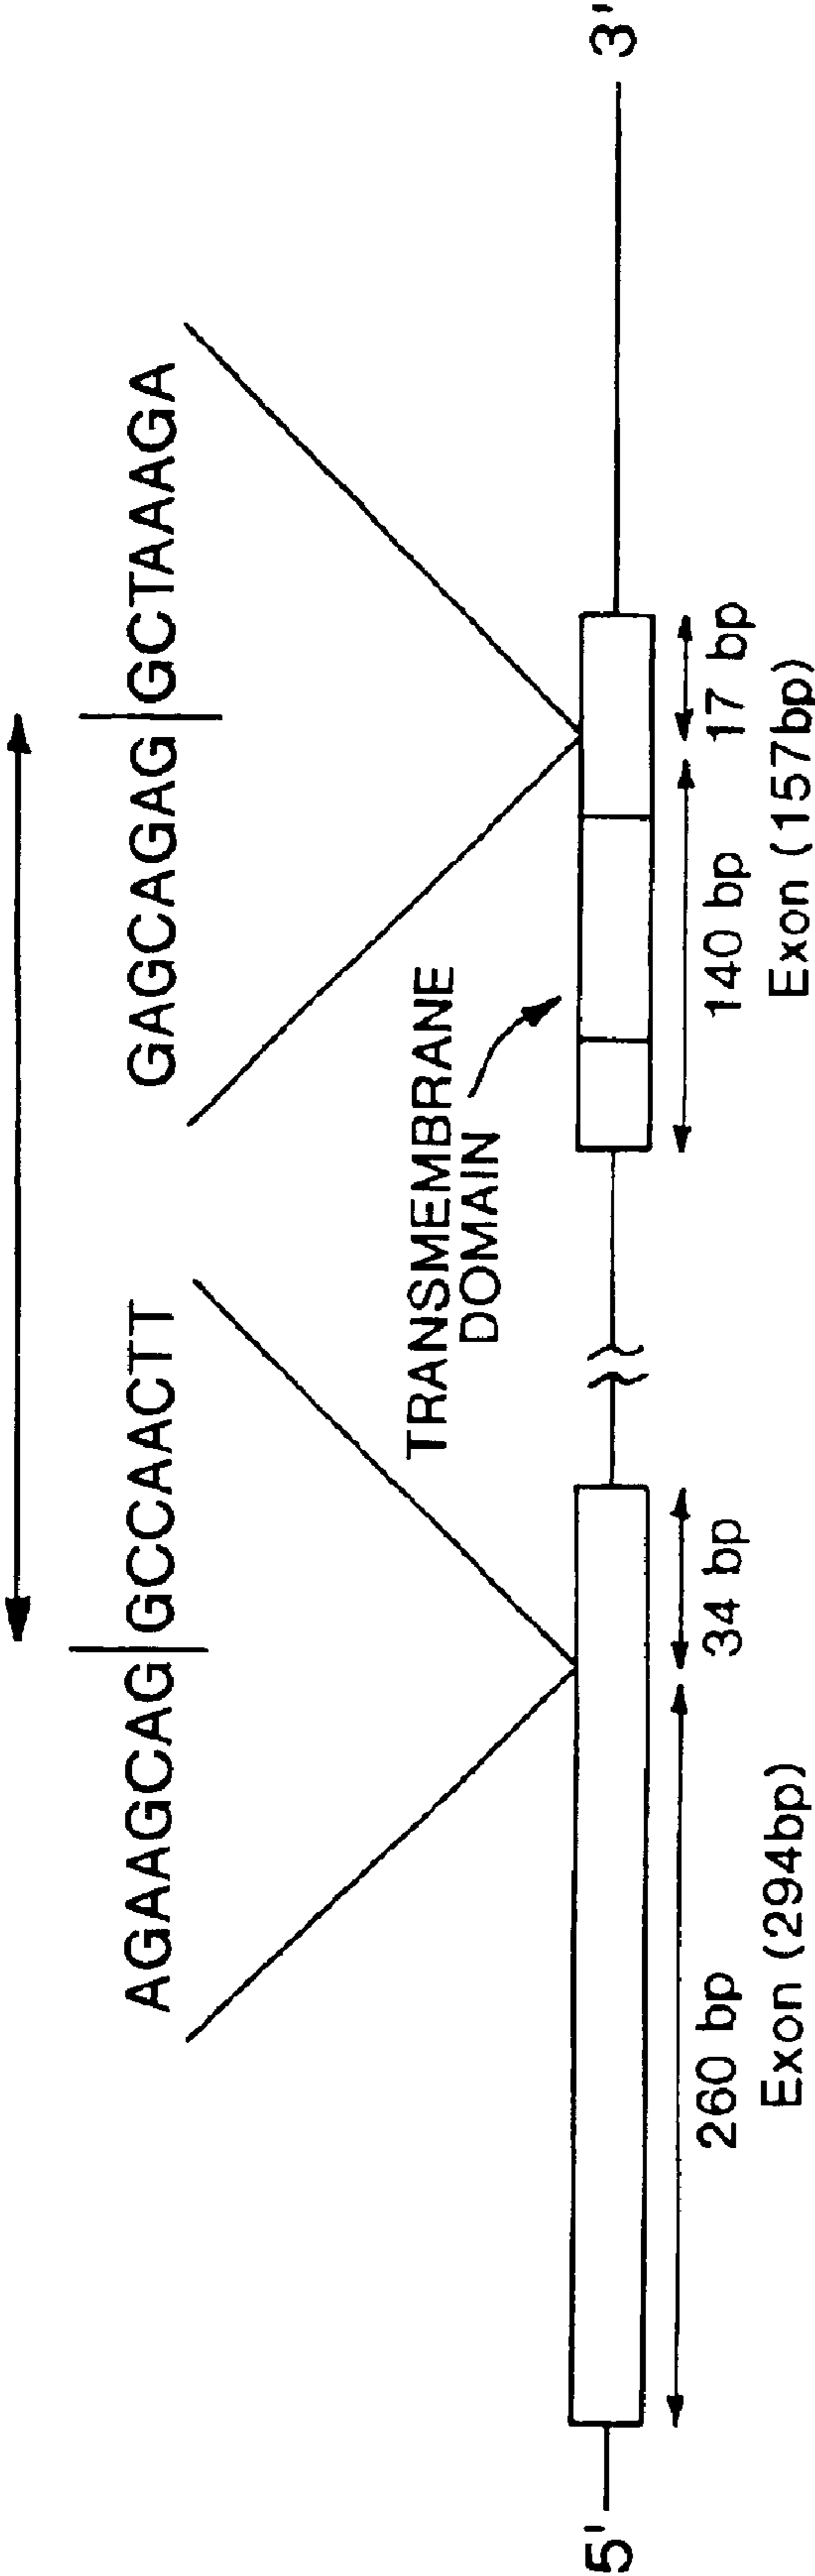 AGAAGCAG GCCAACTT
GAGCAGAG GCTAAAGA
TRANSMEMBRANE
DOMAIN
5'
3'
260 bp
34 bp
140 bp
17 bp
Exon (294bp)
Exon (157bp)